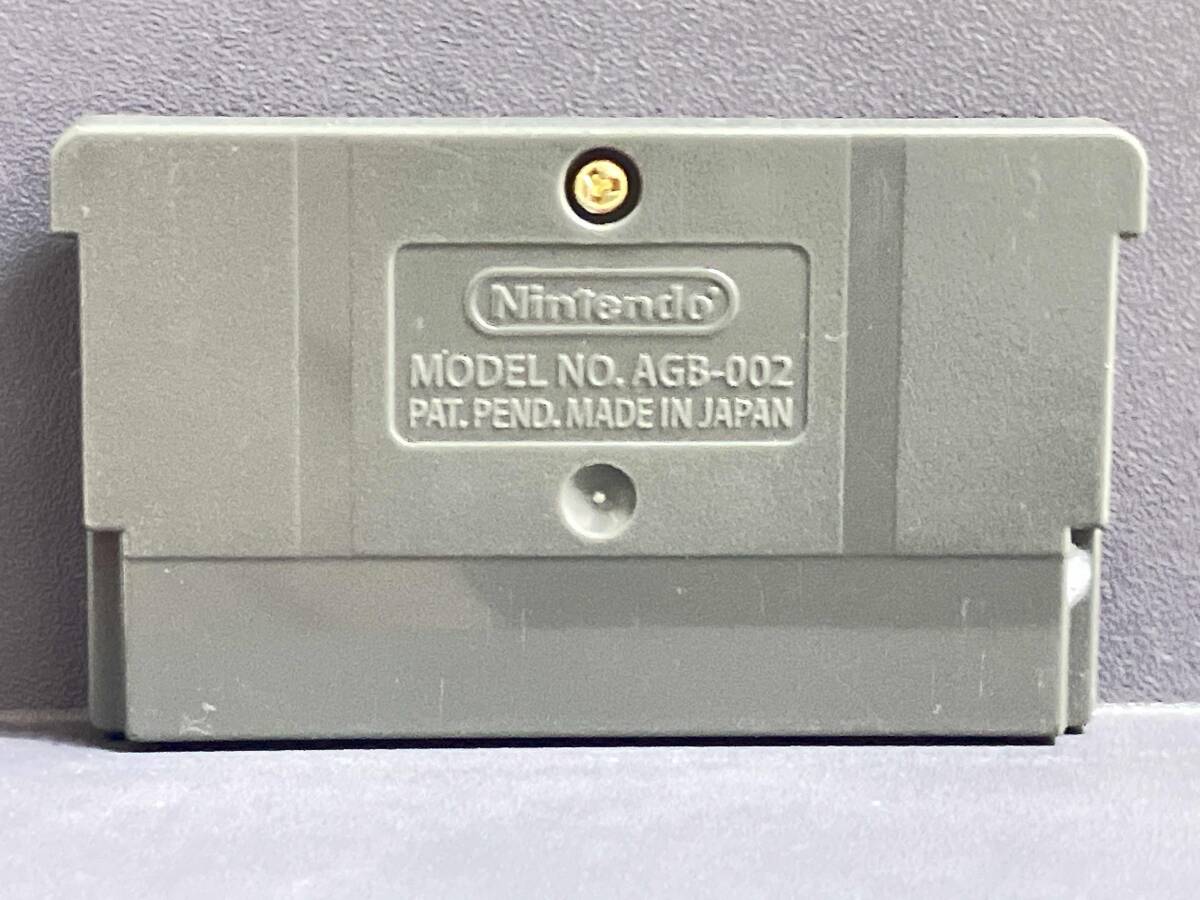 Nintendo
MODEL NO. AGB-002
PAT. PEND. MADE IN JAPAN